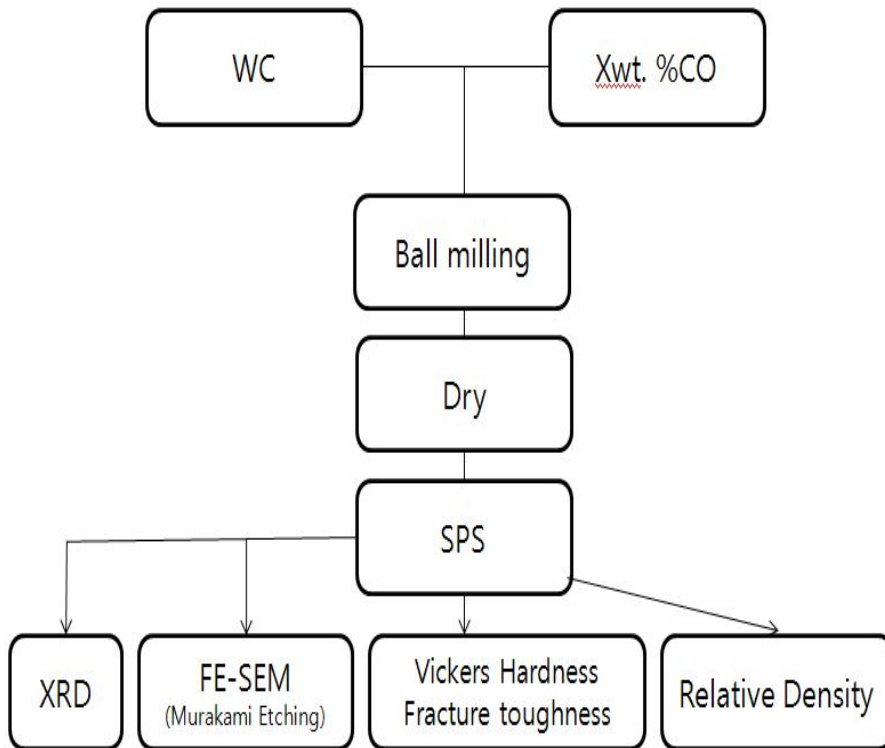 WC
Xwt. %CO
Ball milling
Dry
SPS
XRD
FE-SEM
(Murakami Etching)
Vickers Hardness
Fracture toughness
Relative Density